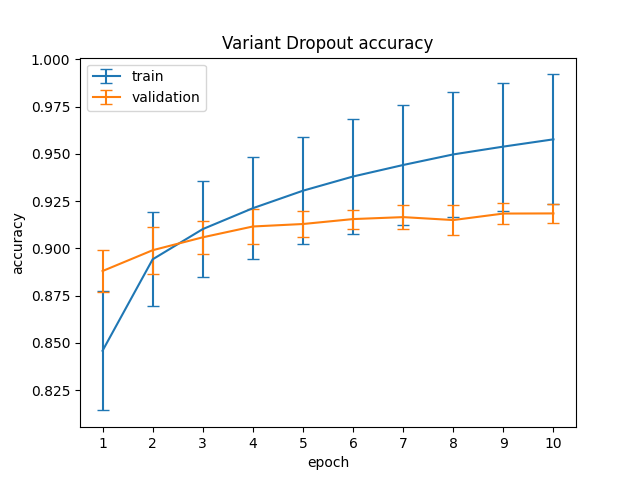 Variant Dropout accuracy
train
validation
1.000
0.975
0.950
0.925
0.900
0.875
0.850
0.825
accuracy
1 2 3 4 5 6 7 8 9 10
epoch